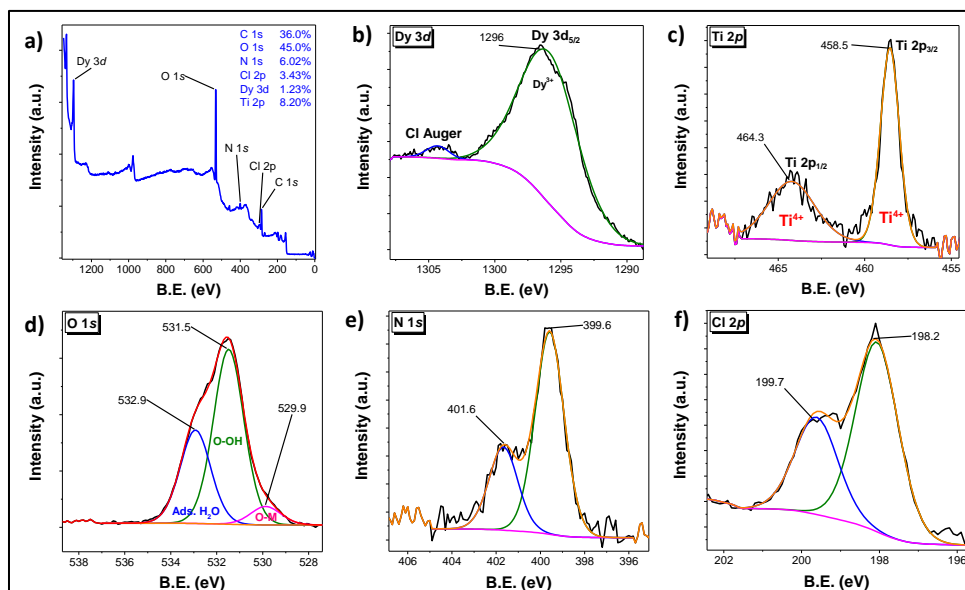 a)
C 1s 36.0%
O 1s 45.0%
N 1s 6.02%
Cl 2p 3.43%
Dy 3d 1.23%
Ti 2p 8.20%
Dy 3d
O 1s
N 1s
Cl 2p
C 1s
Intensity (a.u.)
1200 1000 800 600 400 200 0
B.E. (eV)
b)
Dy 3d
1296
Dy 3d5/2
Dy3+
Cl Auger
Intensity (a.u.)
1305 1300 1295 1290
B.E. (eV)
c)
Ti 2p
458.5
Ti 2p3/2
464.3
Ti 2p1/2
Ti4+
Ti4+
Intensity (a.u.)
465 460 455
B.E. (eV)
d)
O 1s
531.5
532.9
529.9
O-OH
Ads. H2O
O-M
Intensity (a.u.)
538 536 534 532 530 528
B.E. (eV)
e)
N 1s
399.6
401.6
Intensity (a.u.)
406 404 402 400 398 396
B.E. (eV)
f)
Cl 2p
198.2
199.7
Intensity (a.u.)
202 200 198 196
B.E. (eV)